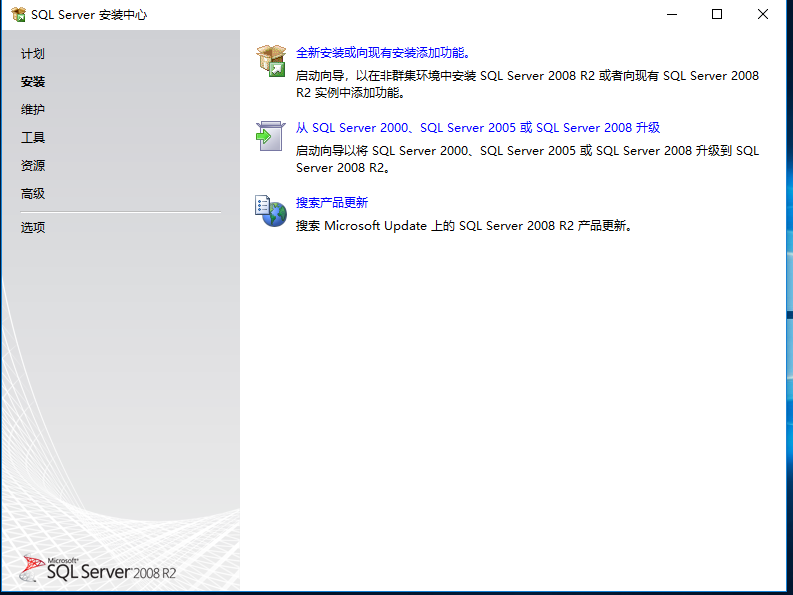 SQL Server 安装中心
计划
安装
维护
工具
资源
高级
选项
全新安装或向现有安装添加功能。
启动向导，以在非群集环境中安装 SQL Server 2008 R2 或者向现有 SQL Server 2008
R2 实例中添加功能。
从 SQL Server 2000、SQL Server 2005 或 SQL Server 2008 升级
启动向导以将 SQL Server 2000、SQL Server 2005 或 SQL Server 2008 升级到 SQL
Server 2008 R2。
搜索产品更新
搜索 Microsoft Update 上的 SQL Server 2008 R2 产品更新。
Microsoft®
SQL Server 2008 R2